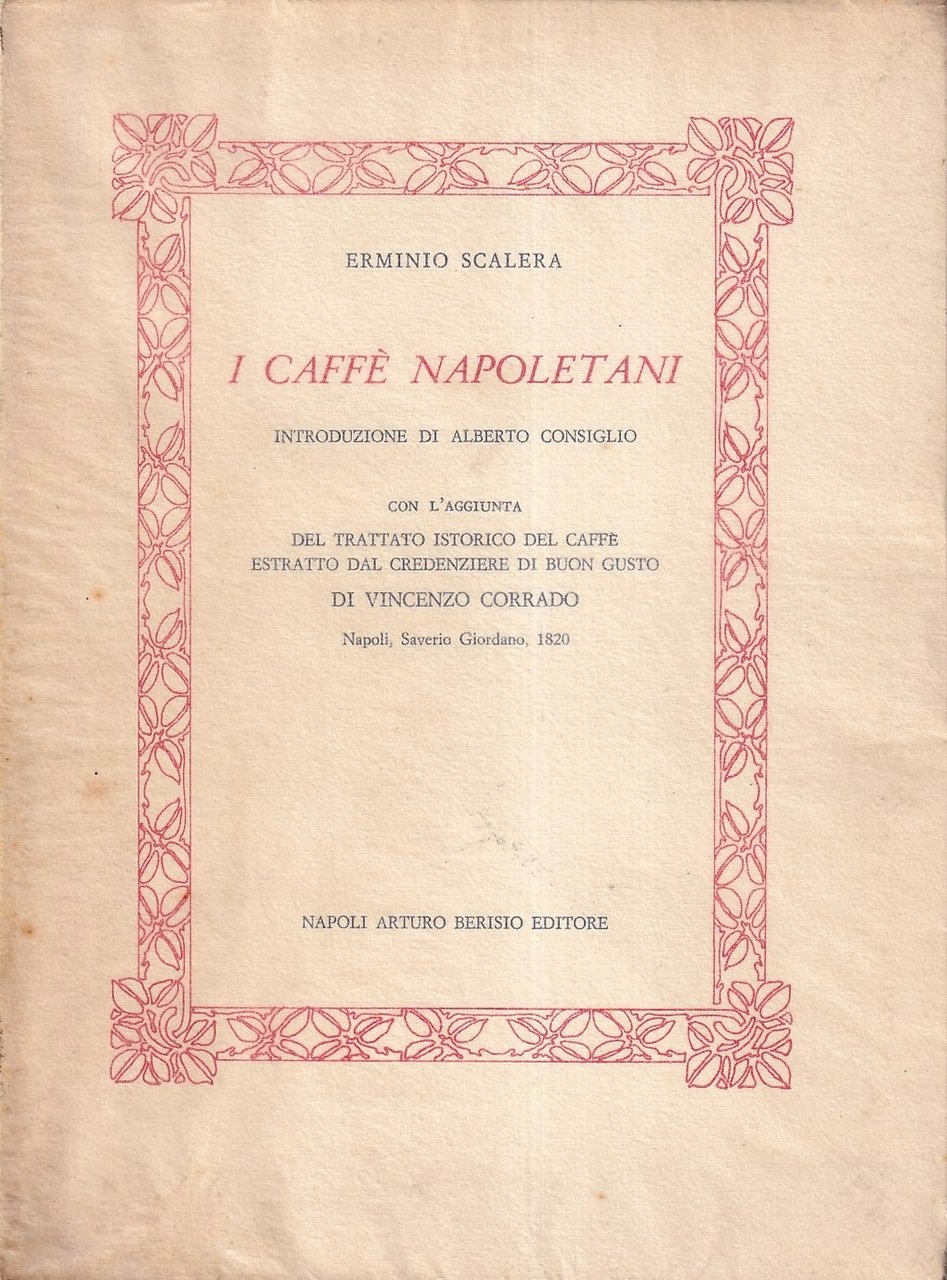 ERMINIO SCALERA
I CAFFÈ NAPOLETANI
INTRODUZIONE DI ALBERTO CONSIGLIO
CON L'AGGIUNTA
DEL TRATTATO ISTORICO DEL CAFFÈ
ESTRATTO DAL CREDENZIERE DI BUON GUSTO
DI VINCENZO CORRADO
Napoli, Saverio Giordano, 1820
NAPOLI ARTURO BERISIO EDITORE